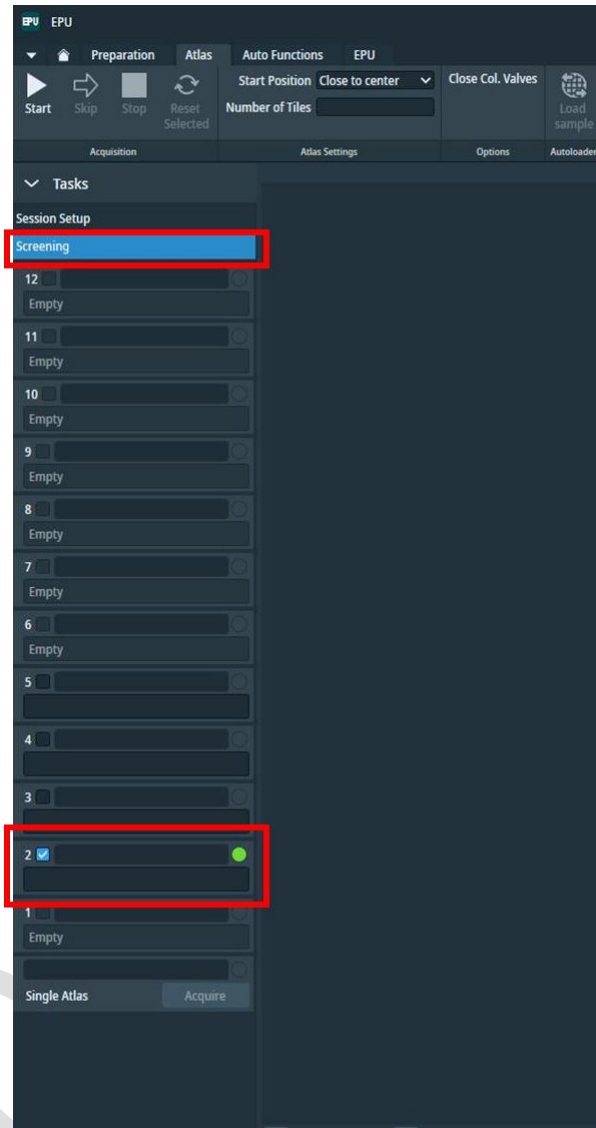 EPU EPU
Preparation Atlas Auto Functions EPU
Start Skip Stop Reset Selected
Start Position Close to center
Number of Tiles
Close Col. Valves
Load sample
Acquisition Atlas Settings Options Autoloader
Tasks
Session Setup
Screening
12
Empty
11
Empty
10
Empty
9
Empty
8
Empty
7
Empty
6
Empty
5
4
3
2
1
Empty
Single Atlas Acquire